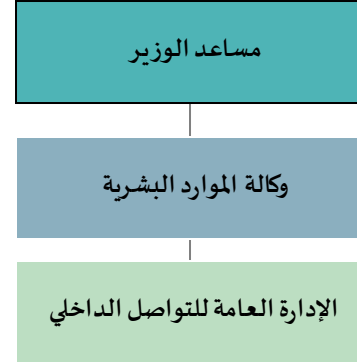 مساعد الوزير
وكالة الموارد البشرية
الإدارة العامة للتواصل الداخلي